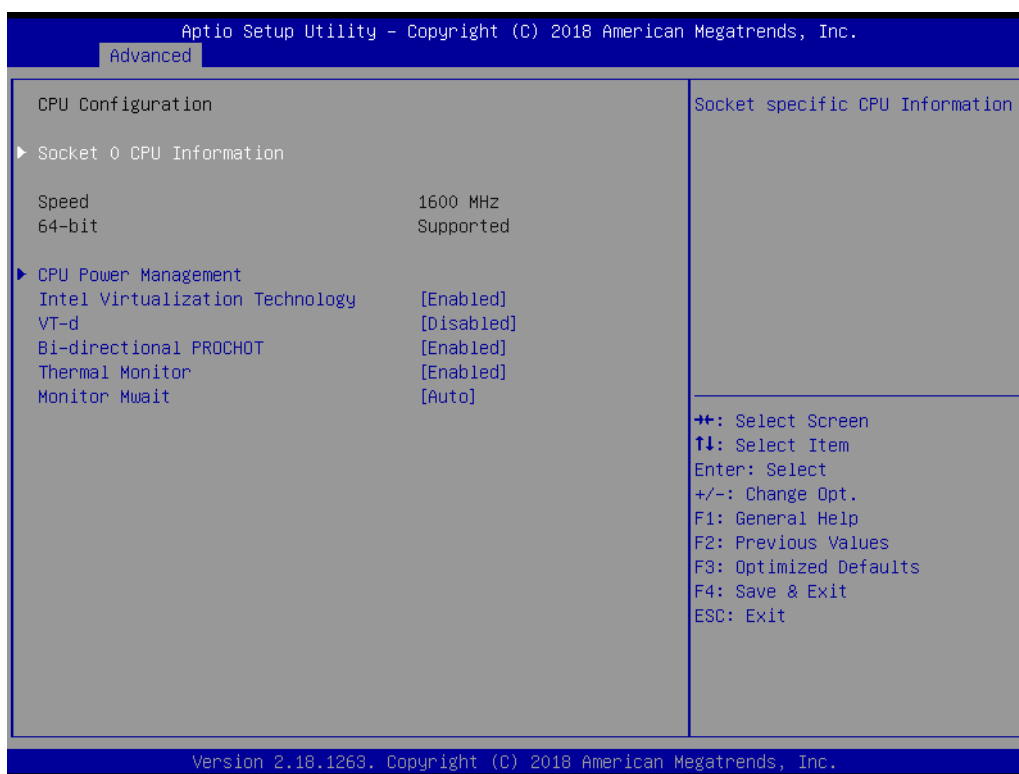 Aptio Setup Utility – Copyright (C) 2018 American Megatrends, Inc.
Advanced
CPU Configuration
Socket specific CPU Information
▶ Socket 0 CPU Information
Speed 1600 MHz
64-bit Supported
▶ CPU Power Management
Intel Virtualization Technology [Enabled]
VT-d [Disabled]
Bi-directional PROCHOT [Enabled]
Thermal Monitor [Enabled]
Monitor Mwait [Auto]
→←: Select Screen
↑↓: Select Item
Enter: Select
+/-: Change Opt.
F1: General Help
F2: Previous Values
F3: Optimized Defaults
F4: Save & Exit
ESC: Exit
Version 2.18.1263. Copyright (C) 2018 American Megatrends, Inc.